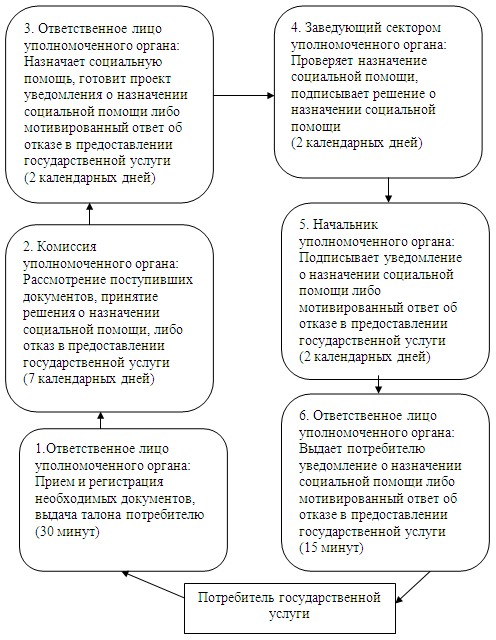 3. Ответственное лицо
уполномоченного органа:
Назначает социальную
помощь, готовит проект
уведомления о назначении
социальной помощи либо
мотивированный ответ об
отказе в предоставлении
государственной услуги
(2 календарных дней)
4. Заведующий сектором
уполномоченного органа:
Проверяет назначение
социальной помощи,
подписывает решение о
назначении социальной
помощи
(2 календарных дней)
2. Комиссия
уполномоченного органа:
Рассмотрение поступивших
документов, принятие
решения о назначении
социальной помощи, либо
отказ в предоставлении
государственной услуги
(7 календарных дней)
5. Начальник
уполномоченного органа:
Подписывает уведомление
о назначении социальной
помощи либо
мотивированный ответ об
отказе в предоставлении
государственной услуги
(2 календарных дней)
1.Ответственное лицо
уполномоченного органа:
Прием и регистрация
необходимых документов,
выдача талона потребителю
(30 минут)
6. Ответственное лицо
уполномоченного органа:
Выдает потребителю
уведомление о назначении
социальной помощи либо
мотивированный ответ об
отказе в предоставлении
государственной услуги
(15 минут)
Потребитель государственной
услуги